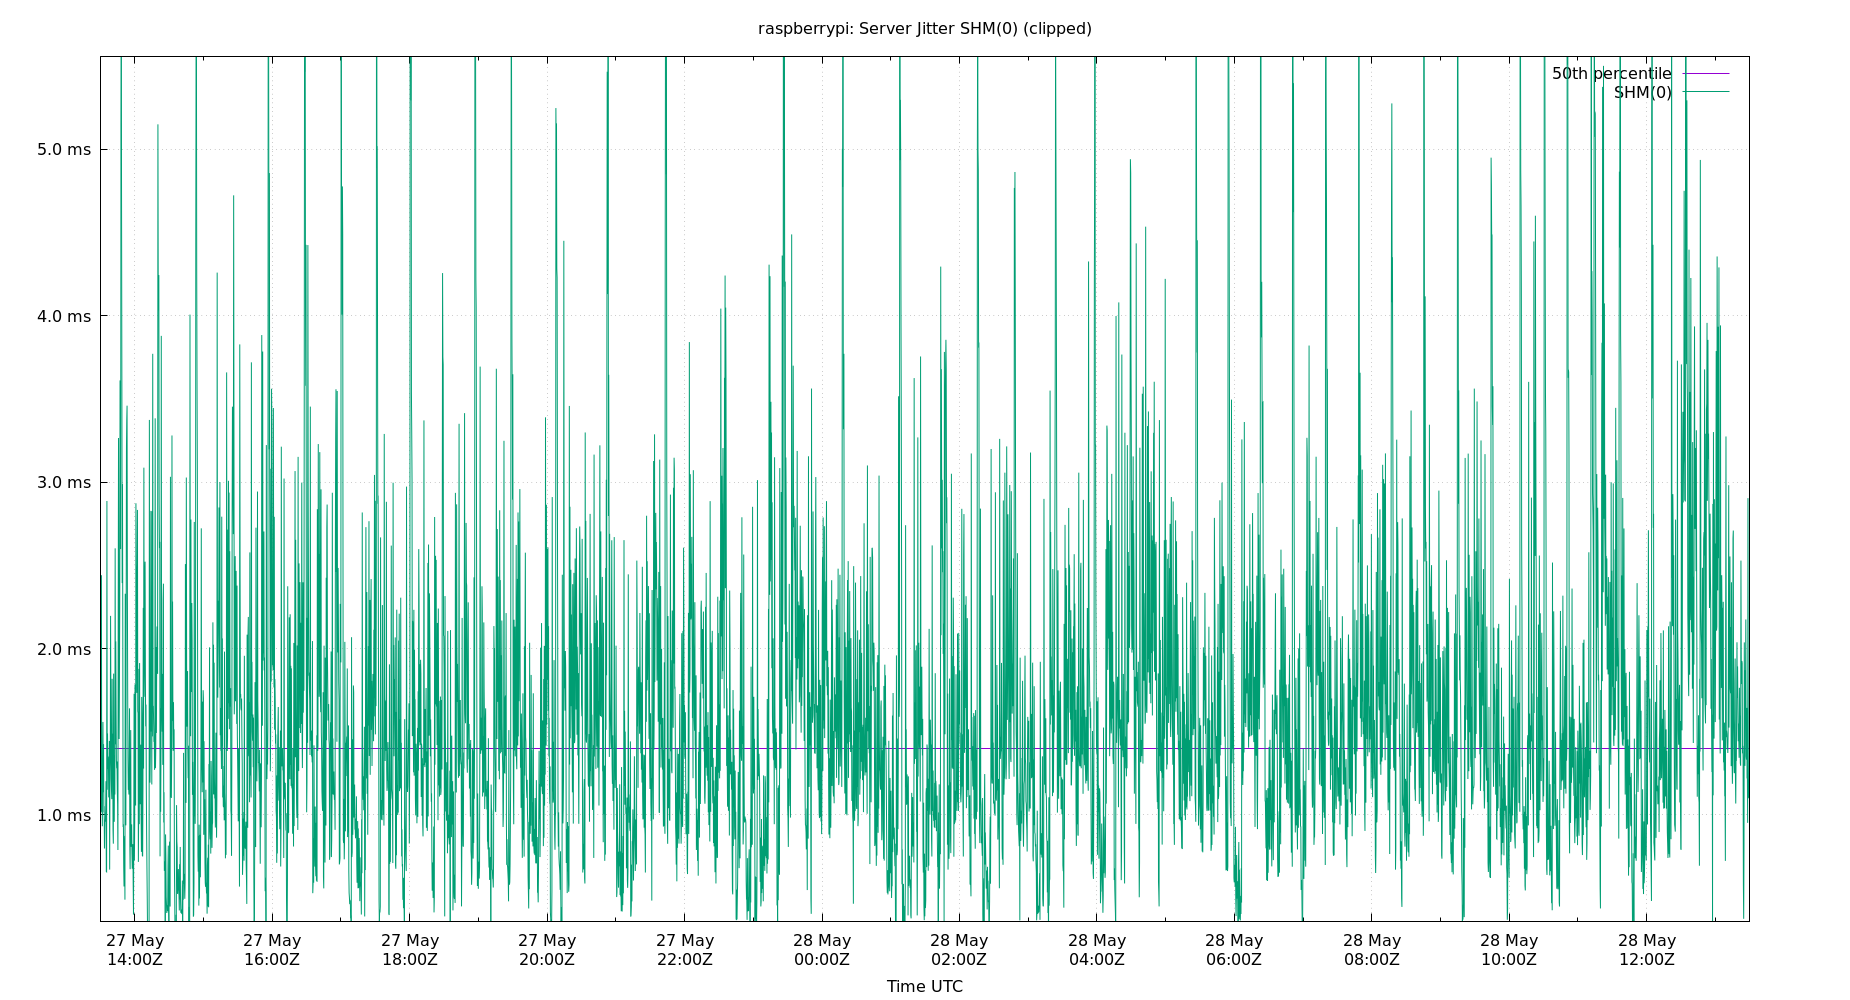 raspberrypi: Server Jitter SHM(0) (clipped)
50th percentile
SHM(0)
5.0 ms
4.0 ms
3.0 ms
2.0 ms
1.0 ms
27 May 27 May 27 May 27 May 27 May 28 May 28 May 28 May 28 May 28 May 28 May 28 May
14:00Z 16:00Z 18:00Z 20:00Z 22:00Z 00:00Z 02:00Z 04:00Z 06:00Z 08:00Z 10:00Z 12:00Z
Time UTC